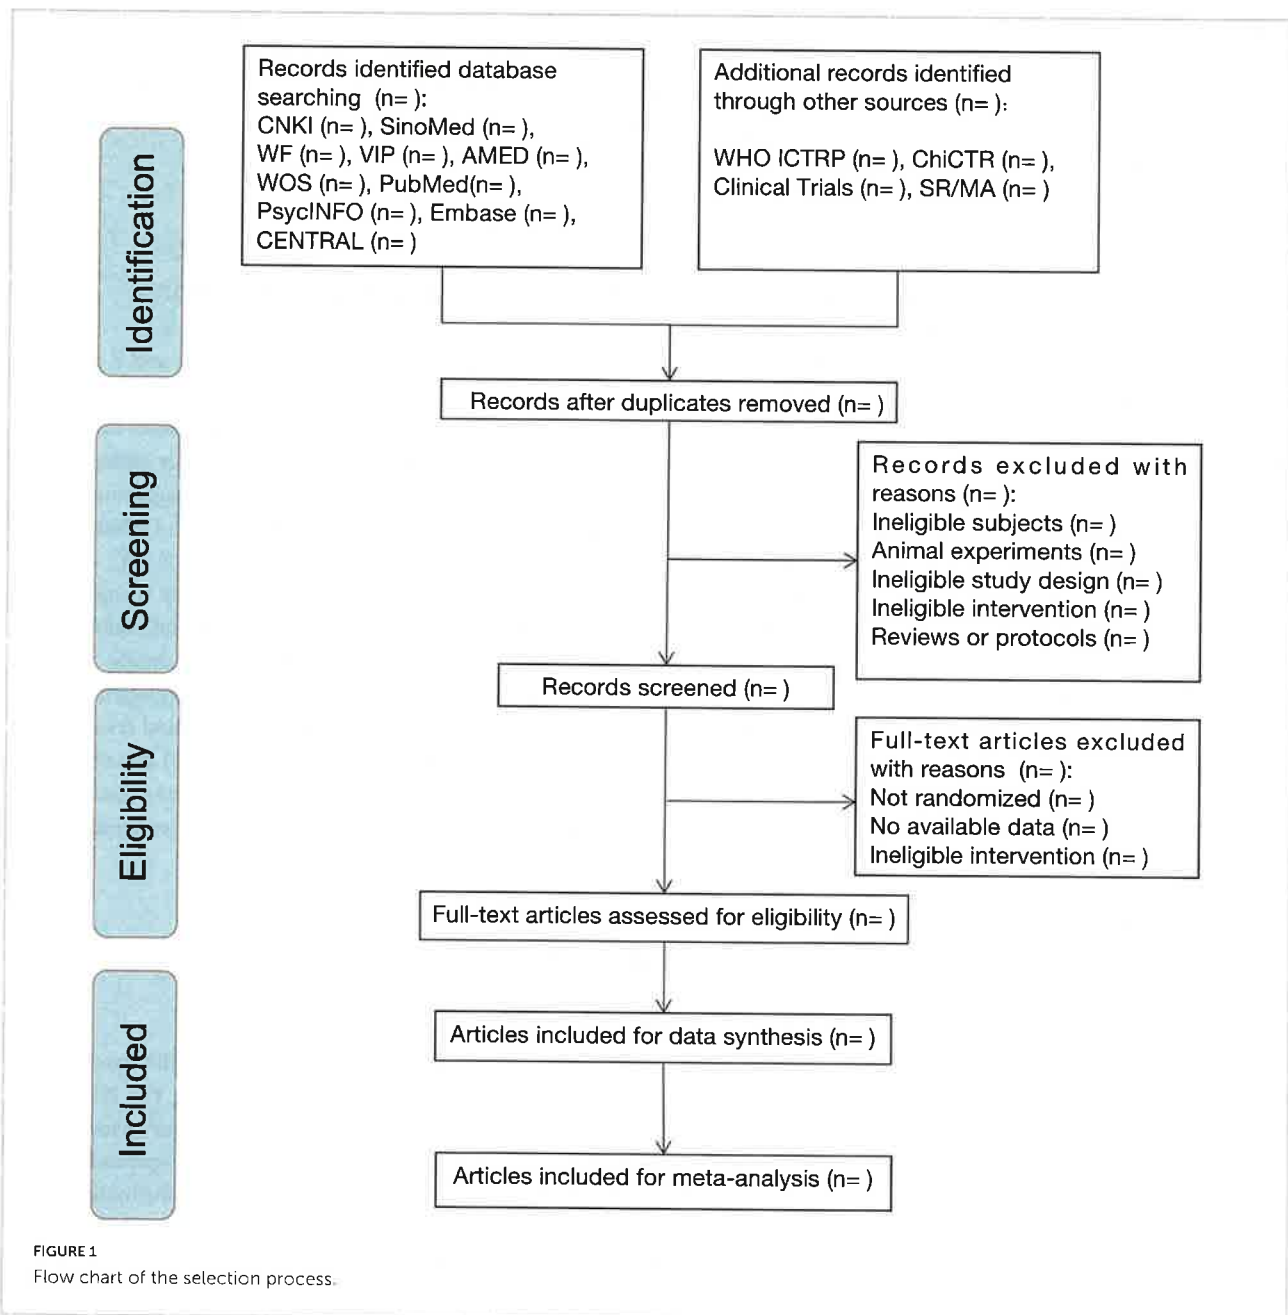 Records identified database
searching (n= ):
CNKI (n= ), SinoMed (n= ),
WF (n= ), VIP (n= ), AMED (n= ),
WOS (n= ), PubMed(n= ),
PsycINFO (n= ), Embase (n= ),
CENTRAL (n= )
Additional records identified
through other sources (n= ):
WHO ICTRP (n= ), ChiCTR (n= ),
Clinical Trials (n= ), SR/MA (n= )
Identification
Records after duplicates removed (n= )
Screening
Records excluded with
reasons (n= ):
Ineligible subjects (n= )
Animal experiments (n= )
Ineligible study design (n= )
Ineligible intervention (n= )
Reviews or protocols (n= )
Records screened (n= )
Eligibility
Full-text articles excluded
with reasons (n= ):
Not randomized (n= )
No available data (n= )
Ineligible intervention (n= )
Full-text articles assessed for eligibility (n= )
Included
Articles included for data synthesis (n= )
Articles included for meta-analysis (n= )
FIGURE 1
Flow chart of the selection process.